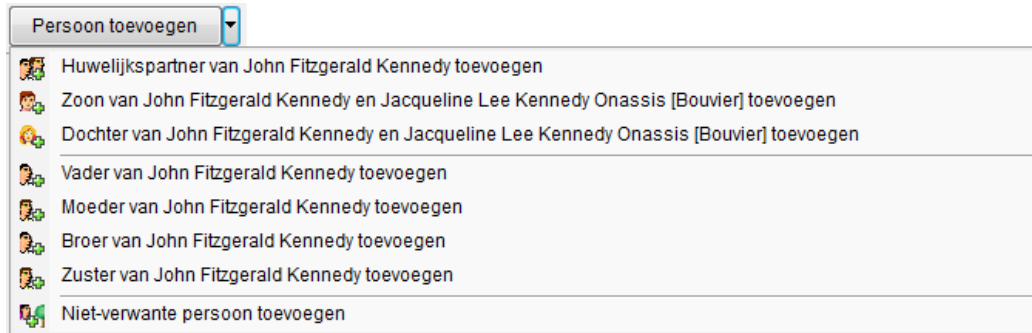 Persoon toevoegen
Huwelijkspartner van John Fitzgerald Kennedy toevoegen
Zoon van John Fitzgerald Kennedy en Jacqueline Lee Kennedy Onassis [Bouvier] toevoegen
Dochter van John Fitzgerald Kennedy en Jacqueline Lee Kennedy Onassis [Bouvier] toevoegen
Vader van John Fitzgerald Kennedy toevoegen
Moeder van John Fitzgerald Kennedy toevoegen
Broer van John Fitzgerald Kennedy toevoegen
Zuster van John Fitzgerald Kennedy toevoegen
Niet-verwante persoon toevoegen